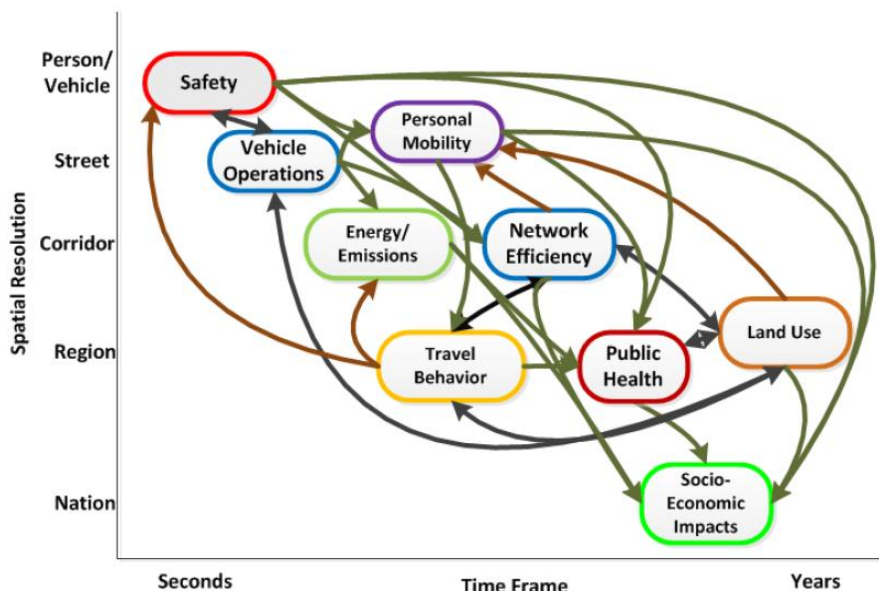 Person/
Vehicle
Safety
Personal
Mobility
Street
Vehicle
Operations
Spatial Resolution
Corridor
Energy/
Emissions
Network
Efficiency
Region
Travel
Behavior
Public
Health
Land Use
Nation
Socio-
Economic
Impacts
Seconds
Time Frame
Years